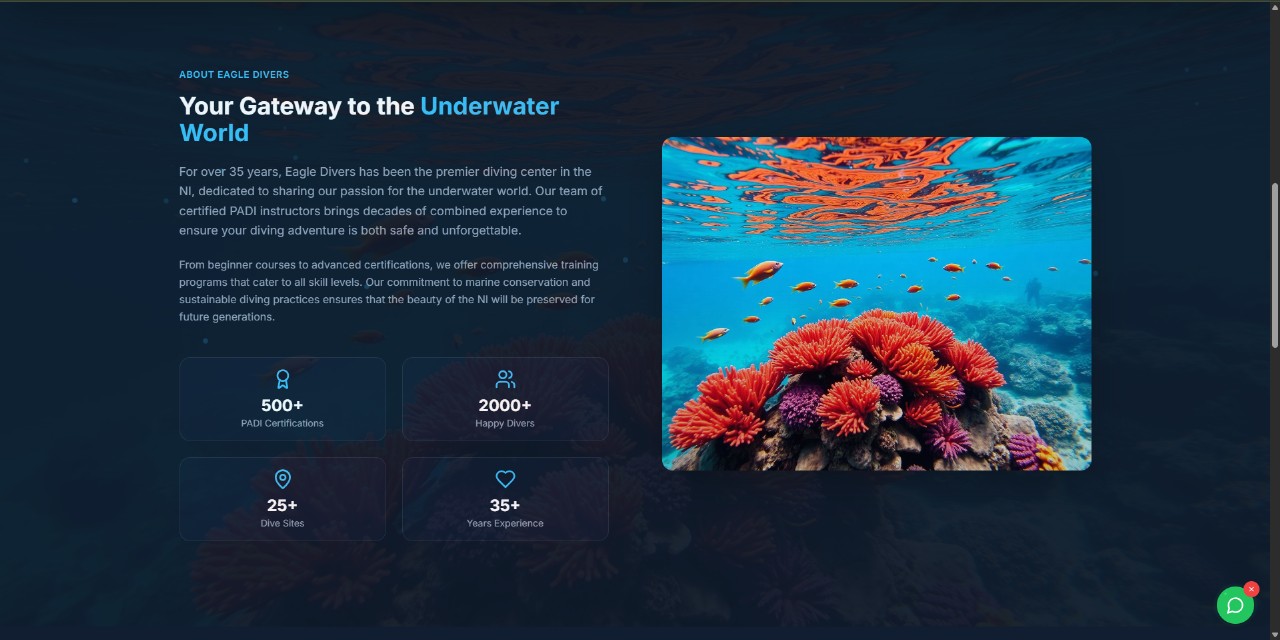 ABOUT EAGLE DIVERS
Your Gateway to the Underwater
World
For over 35 years, Eagle Divers has been the premier diving center in the
NI, dedicated to sharing our passion for the underwater world. Our team of
certified PADI instructors brings decades of combined experience to
ensure your diving adventure is both safe and unforgettable.
From beginner courses to advanced certifications, we offer comprehensive training
programs that cater to all skill levels. Our commitment to marine conservation and
sustainable diving practices ensures that the beauty of the NI will be preserved for
future generations.
500+
PADI Certifications
2000+
Happy Divers
25+
Dive Sites
35+
Years Experience